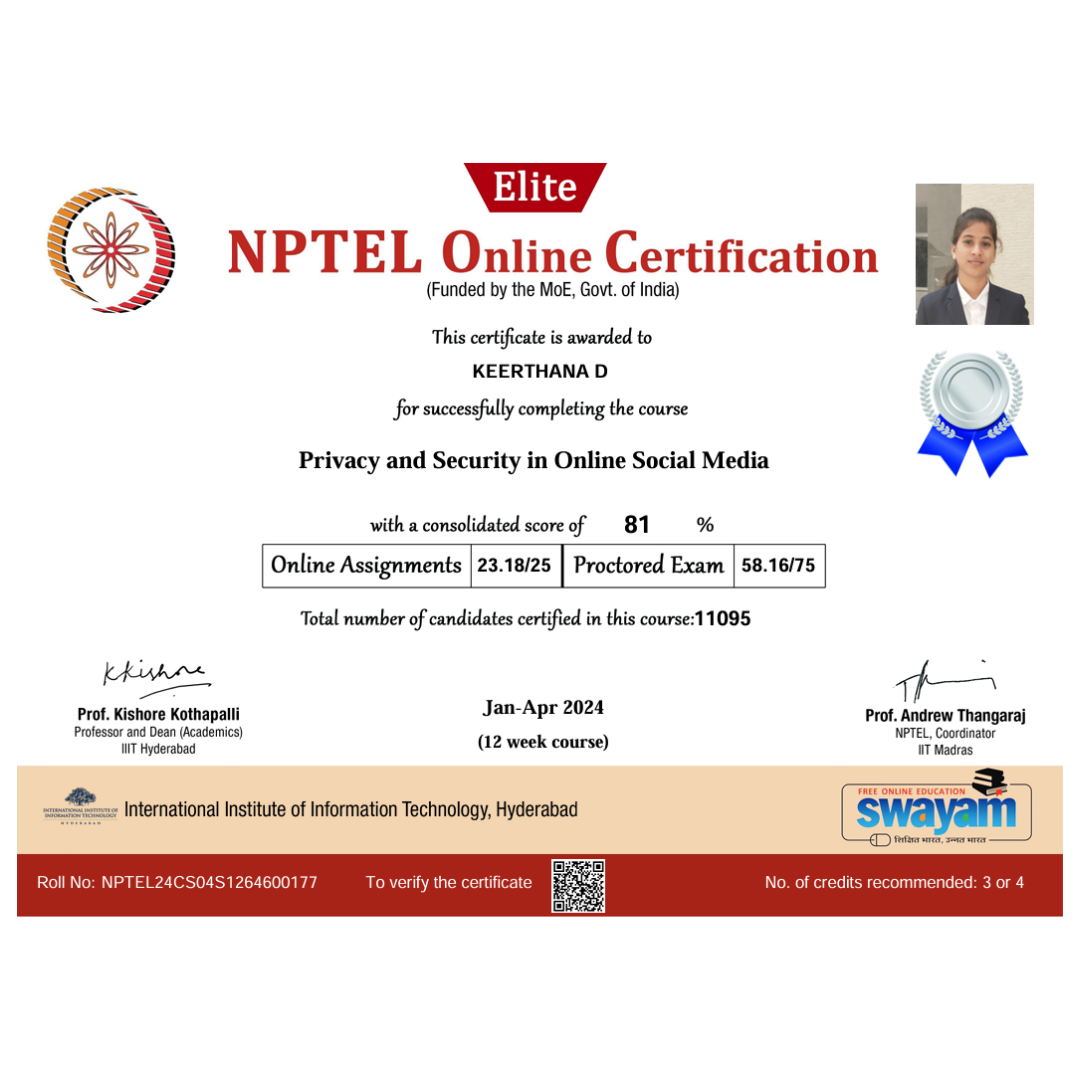 Elite
NPTEL Online Certification
(Funded by the MoE, Govt. of India)
This certificate is awarded to
KEERTHANA D
for successfully completing the course
Privacy and Security in Online Social Media
with a consolidated score of 81 %
Online Assignments 23.18/25 Proctored Exam 58.16/75
Total number of candidates certified in this course:11095
KKishore
Prof. Kishore Kothapalli
Professor and Dean (Academics)
IIIT Hyderabad
Jan-Apr 2024
(12 week course)
Prof. Andrew Thangaraj
NPTEL, Coordinator
IIT Madras
INTERNATIONAL INSTITUTE OF
INFORMATION TECHNOLOGY
HYDERABAD
International Institute of Information Technology, Hyderabad
FREE ONLINE EDUCATION
swayam
शिक्षित भारत, उन्नत भारत
Roll No: NPTEL24CS04S1264600177
To verify the certificate
No. of credits recommended: 3 or 4